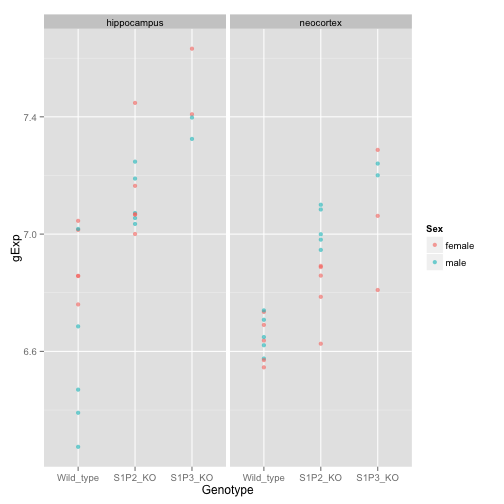 hippocampus neocortex
7.4
7.0
6.6
gExp
Wild_type S1P2_KO S1P3_KO Wild_type S1P2_KO S1P3_KO
Genotype
Sex
female
male